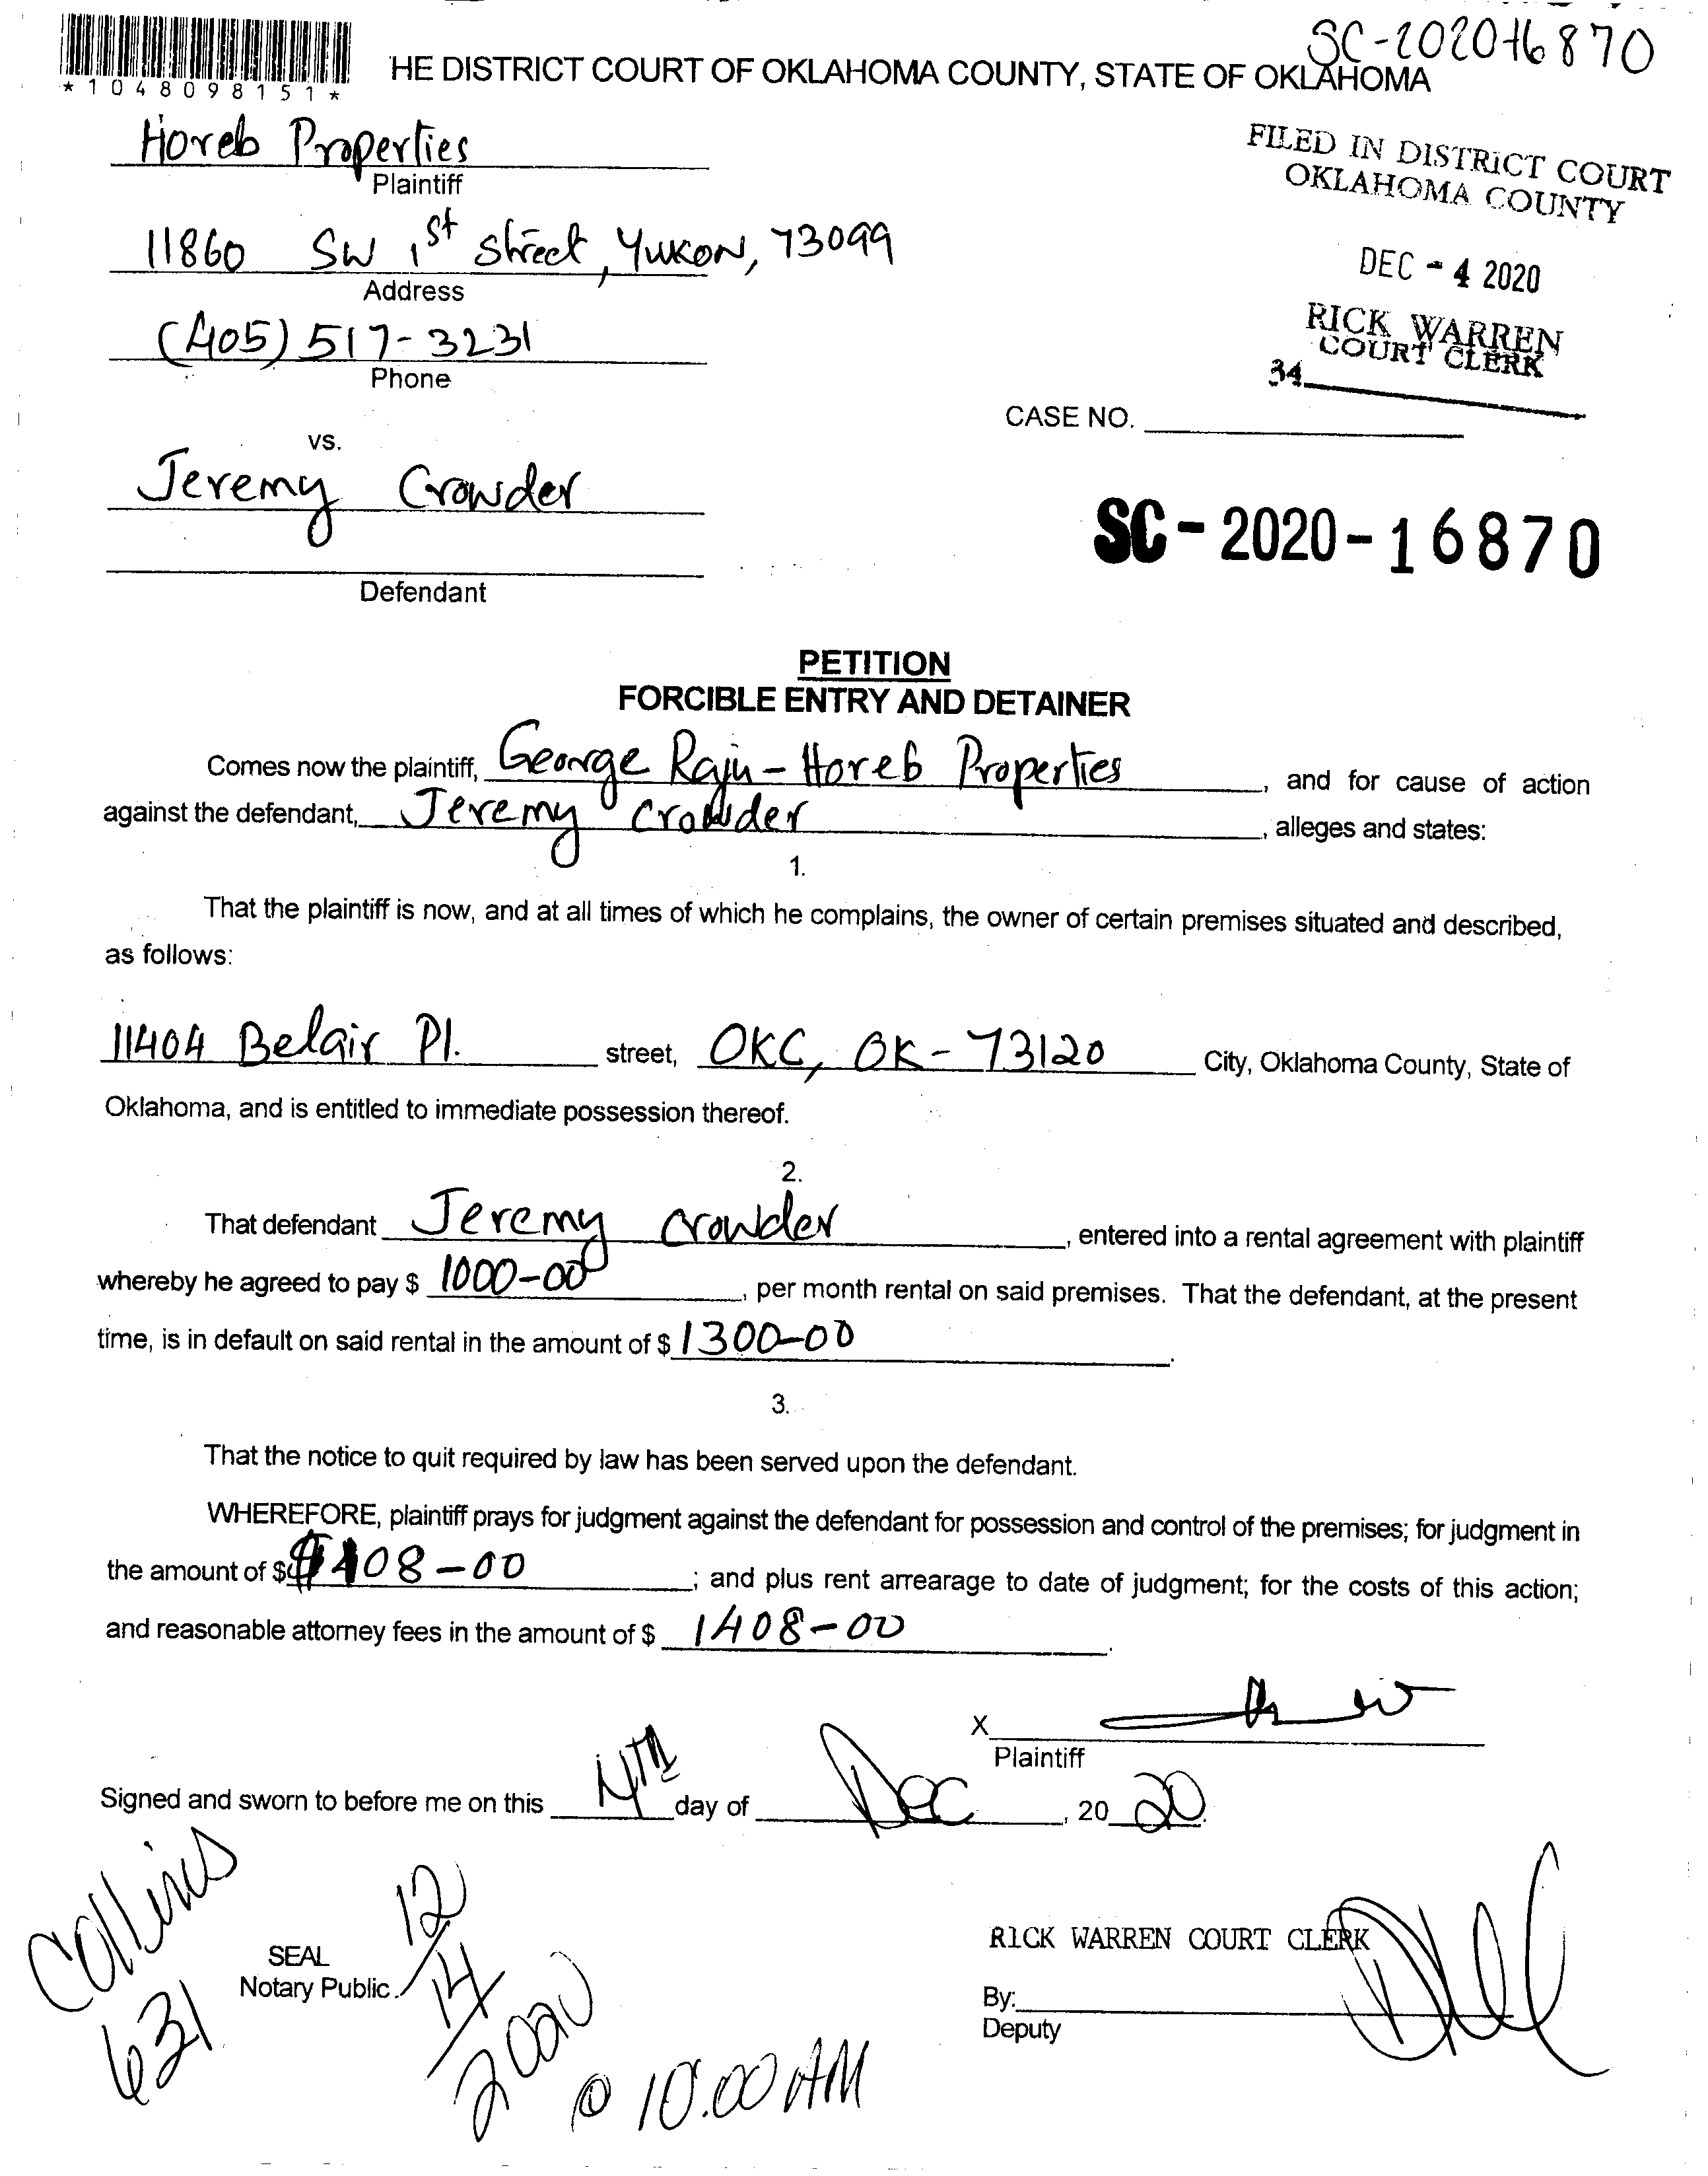 SC-2020-16870
*1048098151*
HE DISTRICT COURT OF OKLAHOMA COUNTY, STATE OF OKLAHOMA
Horeb Properties
Plaintiff
FILED IN DISTRICT COURT
OKLAHOMA COUNTY
11860 SW 1st Street, Yukon, 73099
Address
DEC - 4 2020
(405) 517-3231
Phone
RICK WARREN
COURT CLERK
34
CASE NO.
vs.
Jeremy Crowder
SC-2020-16870
Defendant
PETITION
FORCIBLE ENTRY AND DETAINER
Comes now the plaintiff, George Raju - Horeb Properties, and for cause of action
against the defendant, Jeremy Crowder, alleges and states:
1.
That the plaintiff is now, and at all times of which he complains, the owner of certain premises situated and described,
as follows:
11404 Belair Pl. street, OKC, OK - 73120 City, Oklahoma County, State of
Oklahoma, and is entitled to immediate possession thereof.
2.
That defendant Jeremy Crowder, entered into a rental agreement with plaintiff
whereby he agreed to pay $ 1000-00, per month rental on said premises. That the defendant, at the present
time, is in default on said rental in the amount of $ 1300-00.
3.
That the notice to quit required by law has been served upon the defendant.
WHEREFORE, plaintiff prays for judgment against the defendant for possession and control of the premises; for judgment in
the amount of $ 108-00; and plus rent arrearage to date of judgment; for the costs of this action;
and reasonable attorney fees in the amount of $ 1408-00.
X
Plaintiff
Signed and sworn to before me on this 4th day of Dec, 20 20.
Collins
631
SEAL
Notary Public
12/14/2020
@ 10:00 AM
RICK WARREN COURT CLERK
By:
Deputy